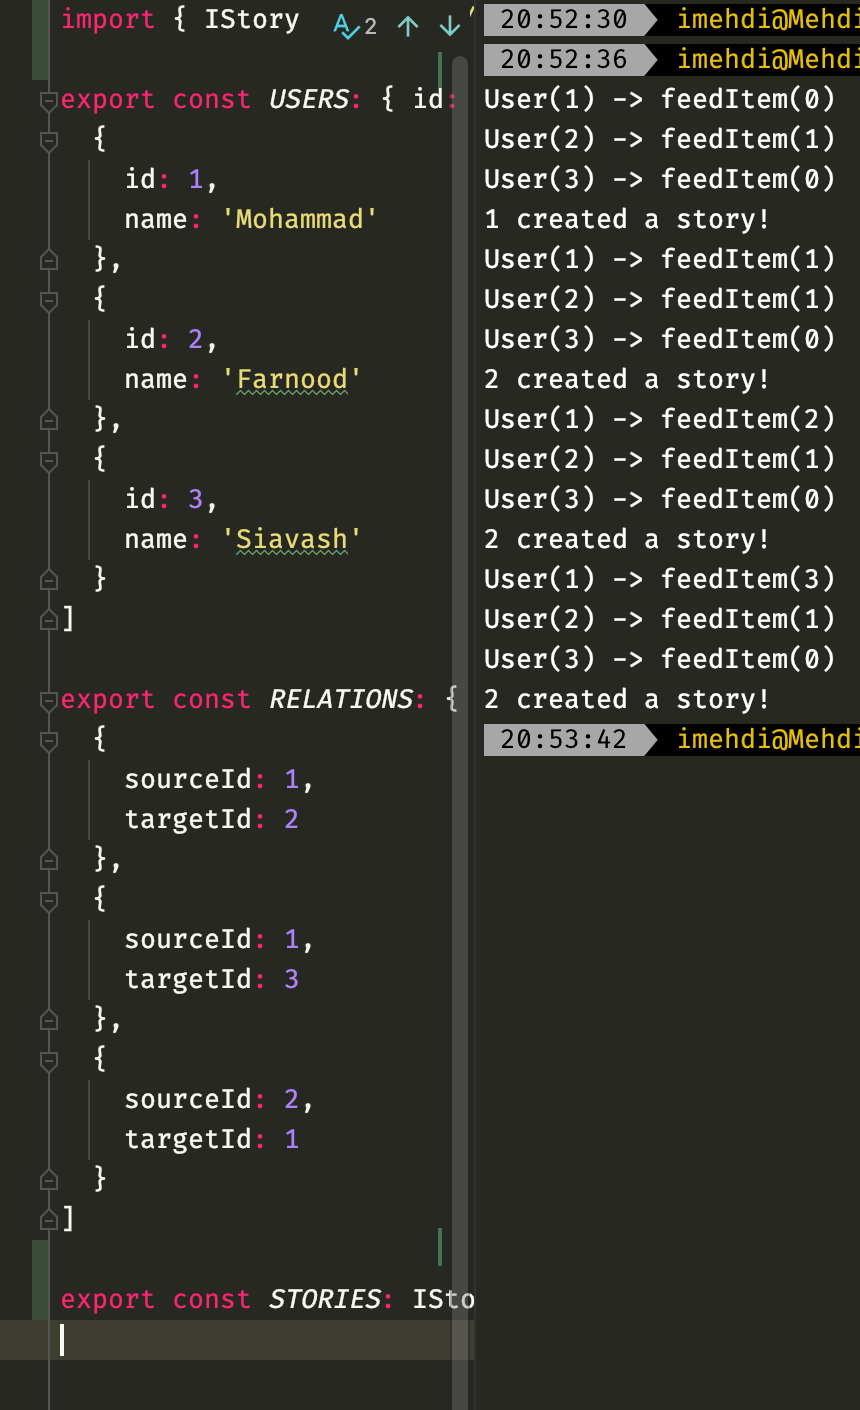 import { IStory
2
export const USERS: { id:
{
id: 1,
name: 'Mohammad'
},
{
id: 2,
name: 'Farnood'
},
{
id: 3,
name: 'Siavash'
}
]
export const RELATIONS: {
{
sourceId: 1,
targetId: 2
},
{
sourceId: 1,
targetId: 3
},
{
sourceId: 2,
targetId: 1
}
]
export const STORIES: ISto
20:52:30 imehdi@Mehdi
20:52:36 imehdi@Mehdi
User(1) -> feedItem(0)
User(2) -> feedItem(1)
User(3) -> feedItem(0)
1 created a story!
User(1) -> feedItem(1)
User(2) -> feedItem(1)
User(3) -> feedItem(0)
2 created a story!
User(1) -> feedItem(2)
User(2) -> feedItem(1)
User(3) -> feedItem(0)
2 created a story!
User(1) -> feedItem(3)
User(2) -> feedItem(1)
User(3) -> feedItem(0)
2 created a story!
20:53:42 imehdi@Mehdi